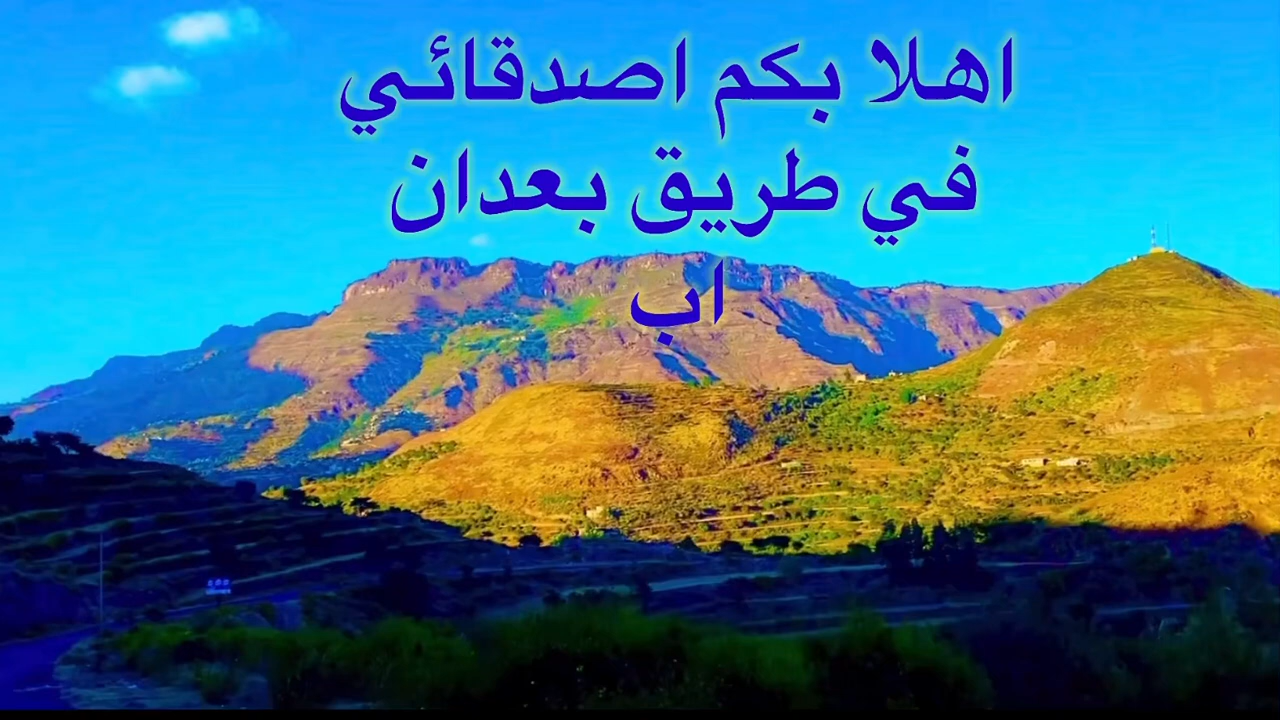 اهلا بكم اصدقائي
في طريق بعدان
اب